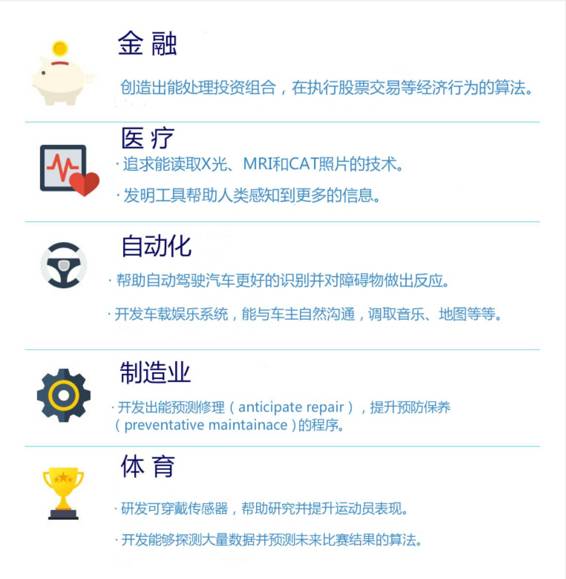 金 融
创造出能处理投资组合，在执行股票交易等经济行为的算法。
医 疗
· 追求能读取X光、MRI和CAT照片的技术。
· 发明工具帮助人类感知到更多的信息。
自动化
· 帮助自动驾驶汽车更好的识别并对障碍物做出反应。
· 开发车载娱乐系统，能与车主自然沟通，调取音乐、地图等等。
制造业
· 开发出能预测修理（anticipate repair），提升预防保养
（preventative maintainace）的程序。
体 育
· 研发可穿戴传感器，帮助研究并提升运动员表现。
· 开发能够探测大量数据并预测未来比赛结果的算法。